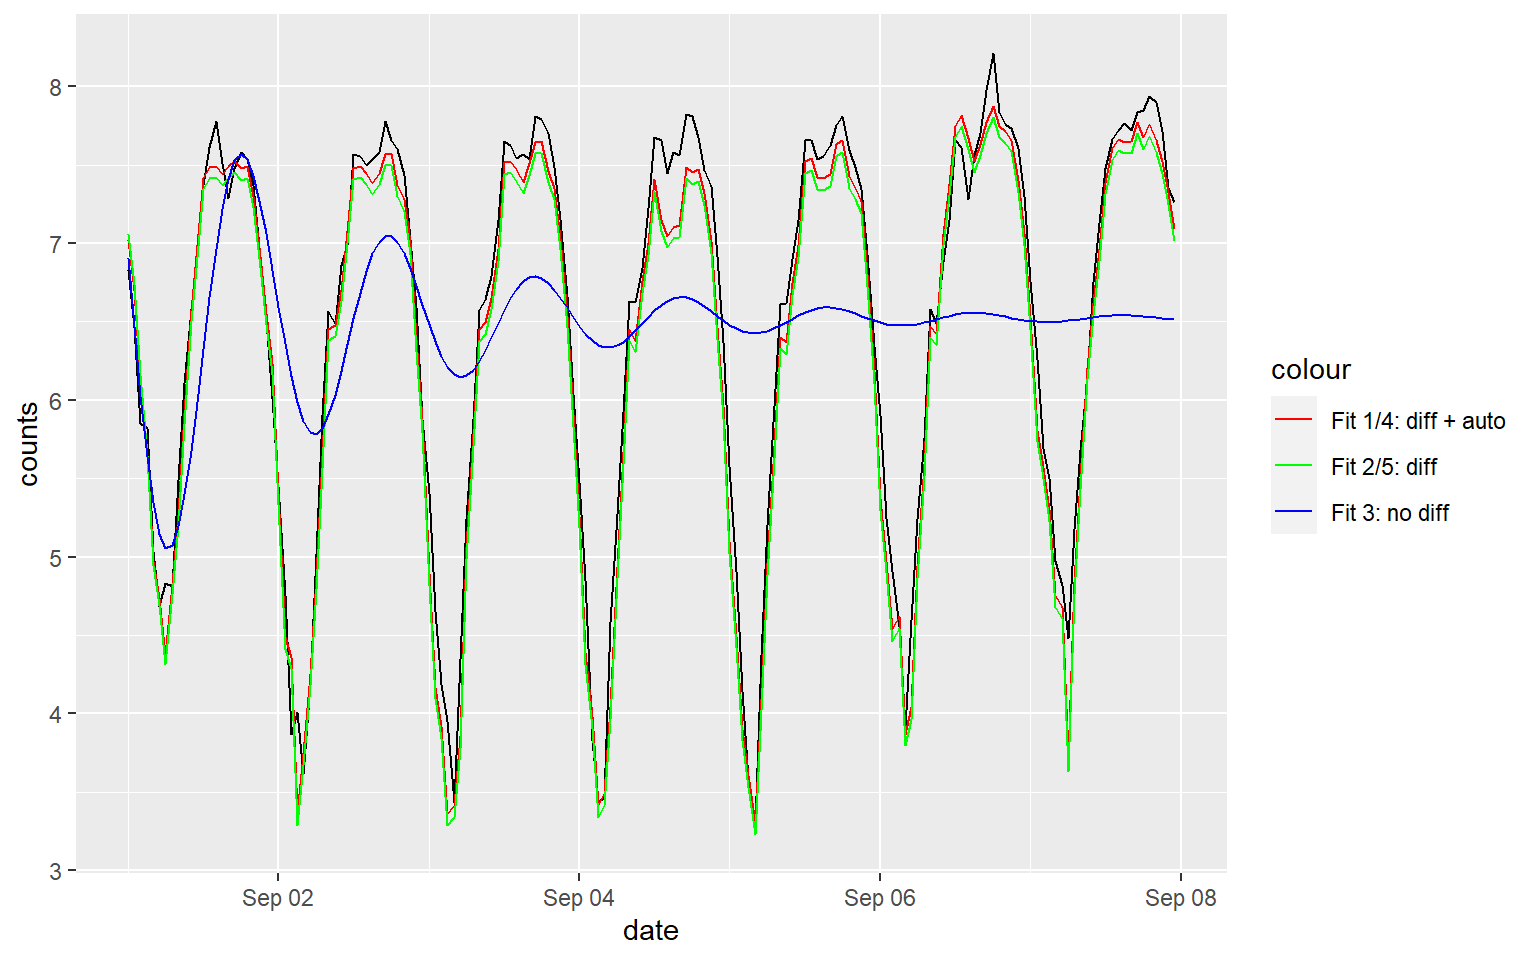 8
7
6
5
4
3
counts
Sep 02
Sep 04
Sep 06
Sep 08
date
colour
Fit 1/4: diff + auto
Fit 2/5: diff
Fit 3: no diff